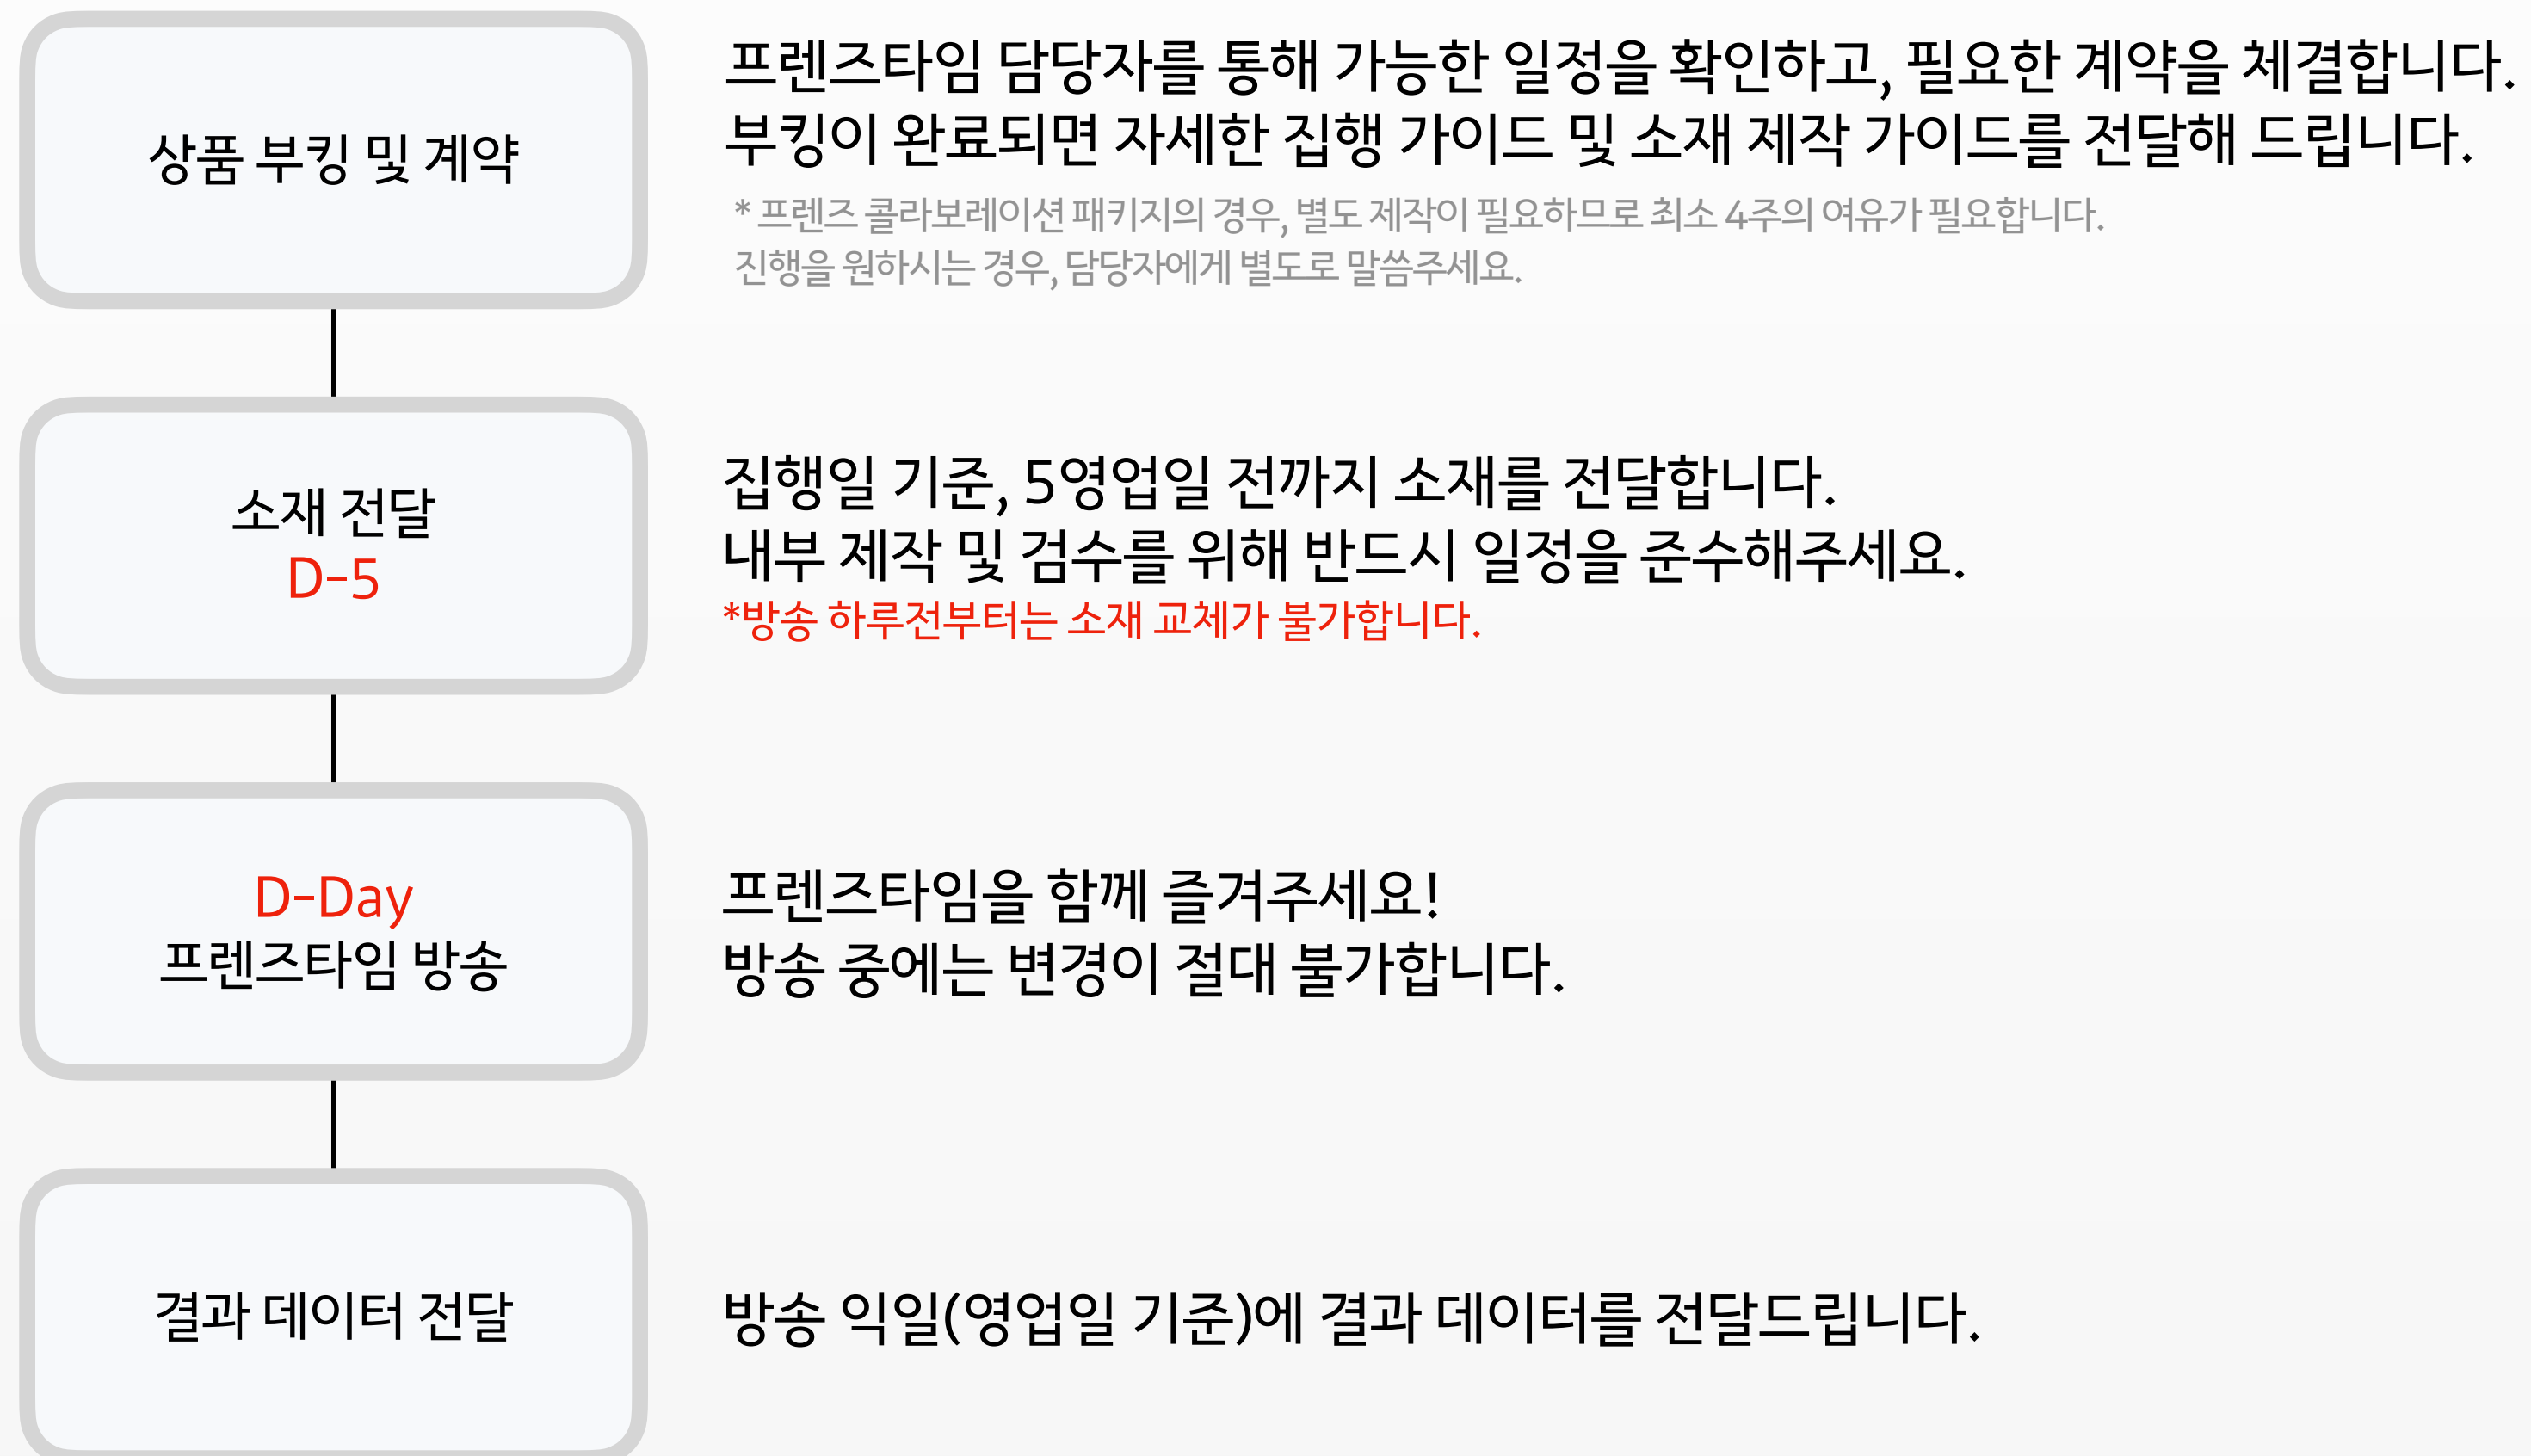 상품 부킹 및 계약
프렌즈타임 담당자를 통해 가능한 일정을 확인하고, 필요한 계약을 체결합니다.
부킹이 완료되면 자세한 집행 가이드 및 소재 제작 가이드를 전달해 드립니다.
* 프렌즈 콜라보레이션 패키지의 경우, 별도 제작이 필요하므로 최소 4주의 여유가 필요합니다.
진행을 원하시는 경우, 담당자에게 별도로 말씀주세요.
소재 전달
D-5
집행일 기준, 5영업일 전까지 소재를 전달합니다.
내부 제작 및 검수를 위해 반드시 일정을 준수해주세요.
*방송 하루전부터는 소재 교체가 불가합니다.
D-Day
프렌즈타임 방송
프렌즈타임을 함께 즐겨주세요!
방송 중에는 변경이 절대 불가합니다.
결과 데이터 전달
방송 익일(영업일 기준)에 결과 데이터를 전달드립니다.